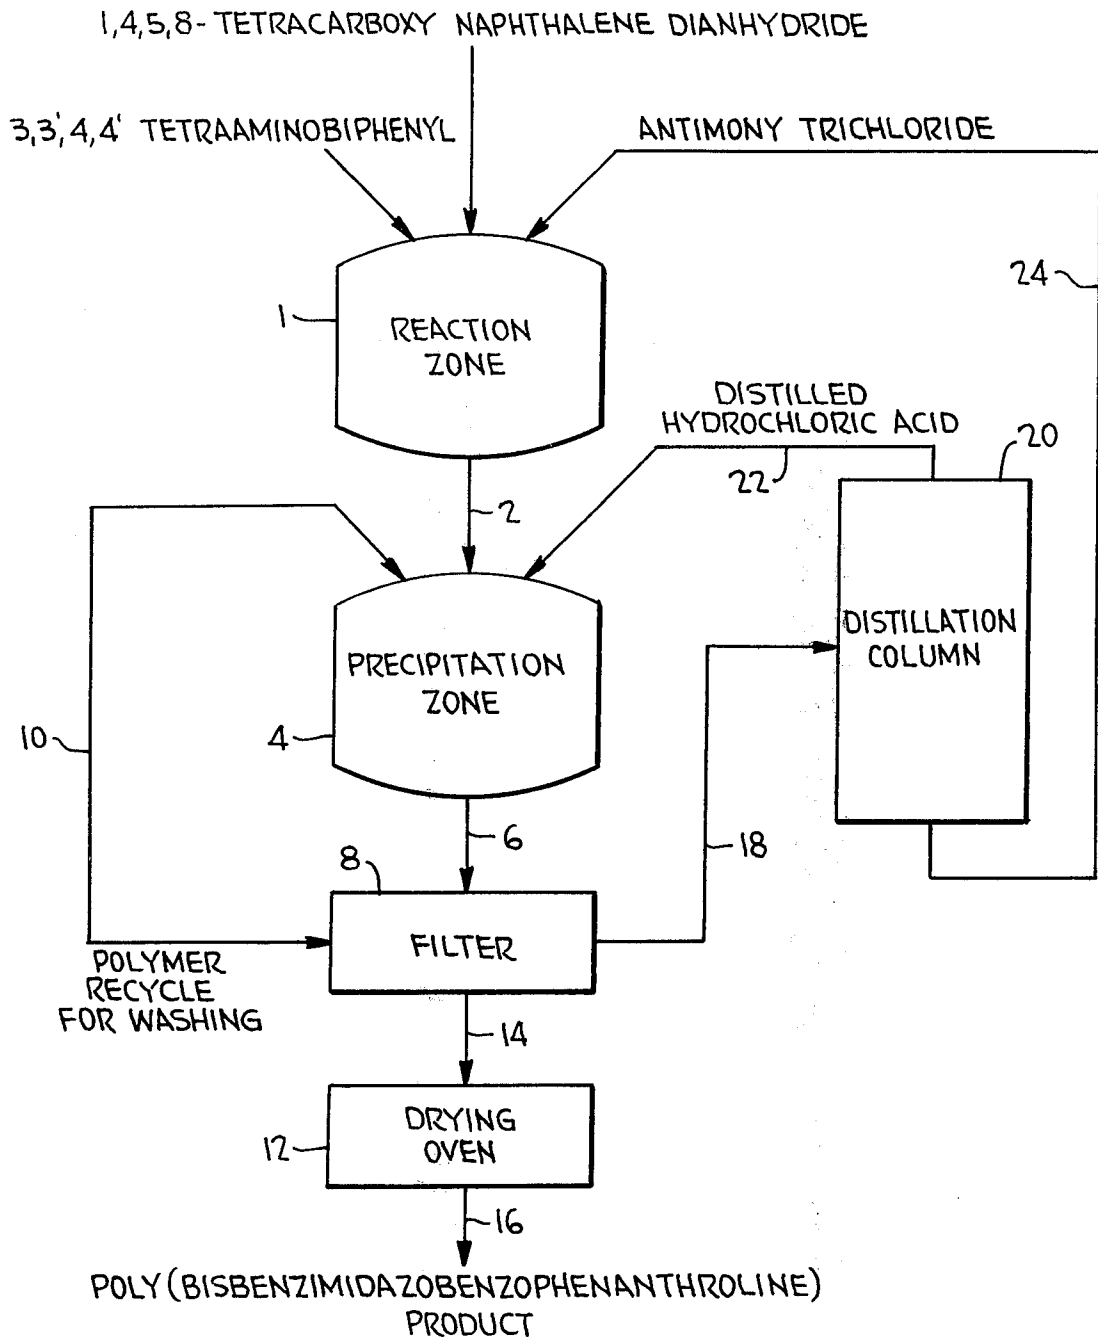 1,4,5,8- TETRACARBOXY NAPHTHALENE DIANHYDRIDE
3,3',4,4' TETRAAMINOBIPHENYL
ANTIMONY TRICHLORIDE
24
1
REACTION
ZONE
DISTILLED
HYDROCHLORIC ACID
22
20
2
DISTILLATION
COLUMN
PRECIPITATION
ZONE
10
4
6
18
8
FILTER
POLYMER
RECYCLE
FOR WASHING
14
DRYING
OVEN
12
16
POLY(BISBENZIMIDAZOBENZOPHENANTHROLINE)
PRODUCT